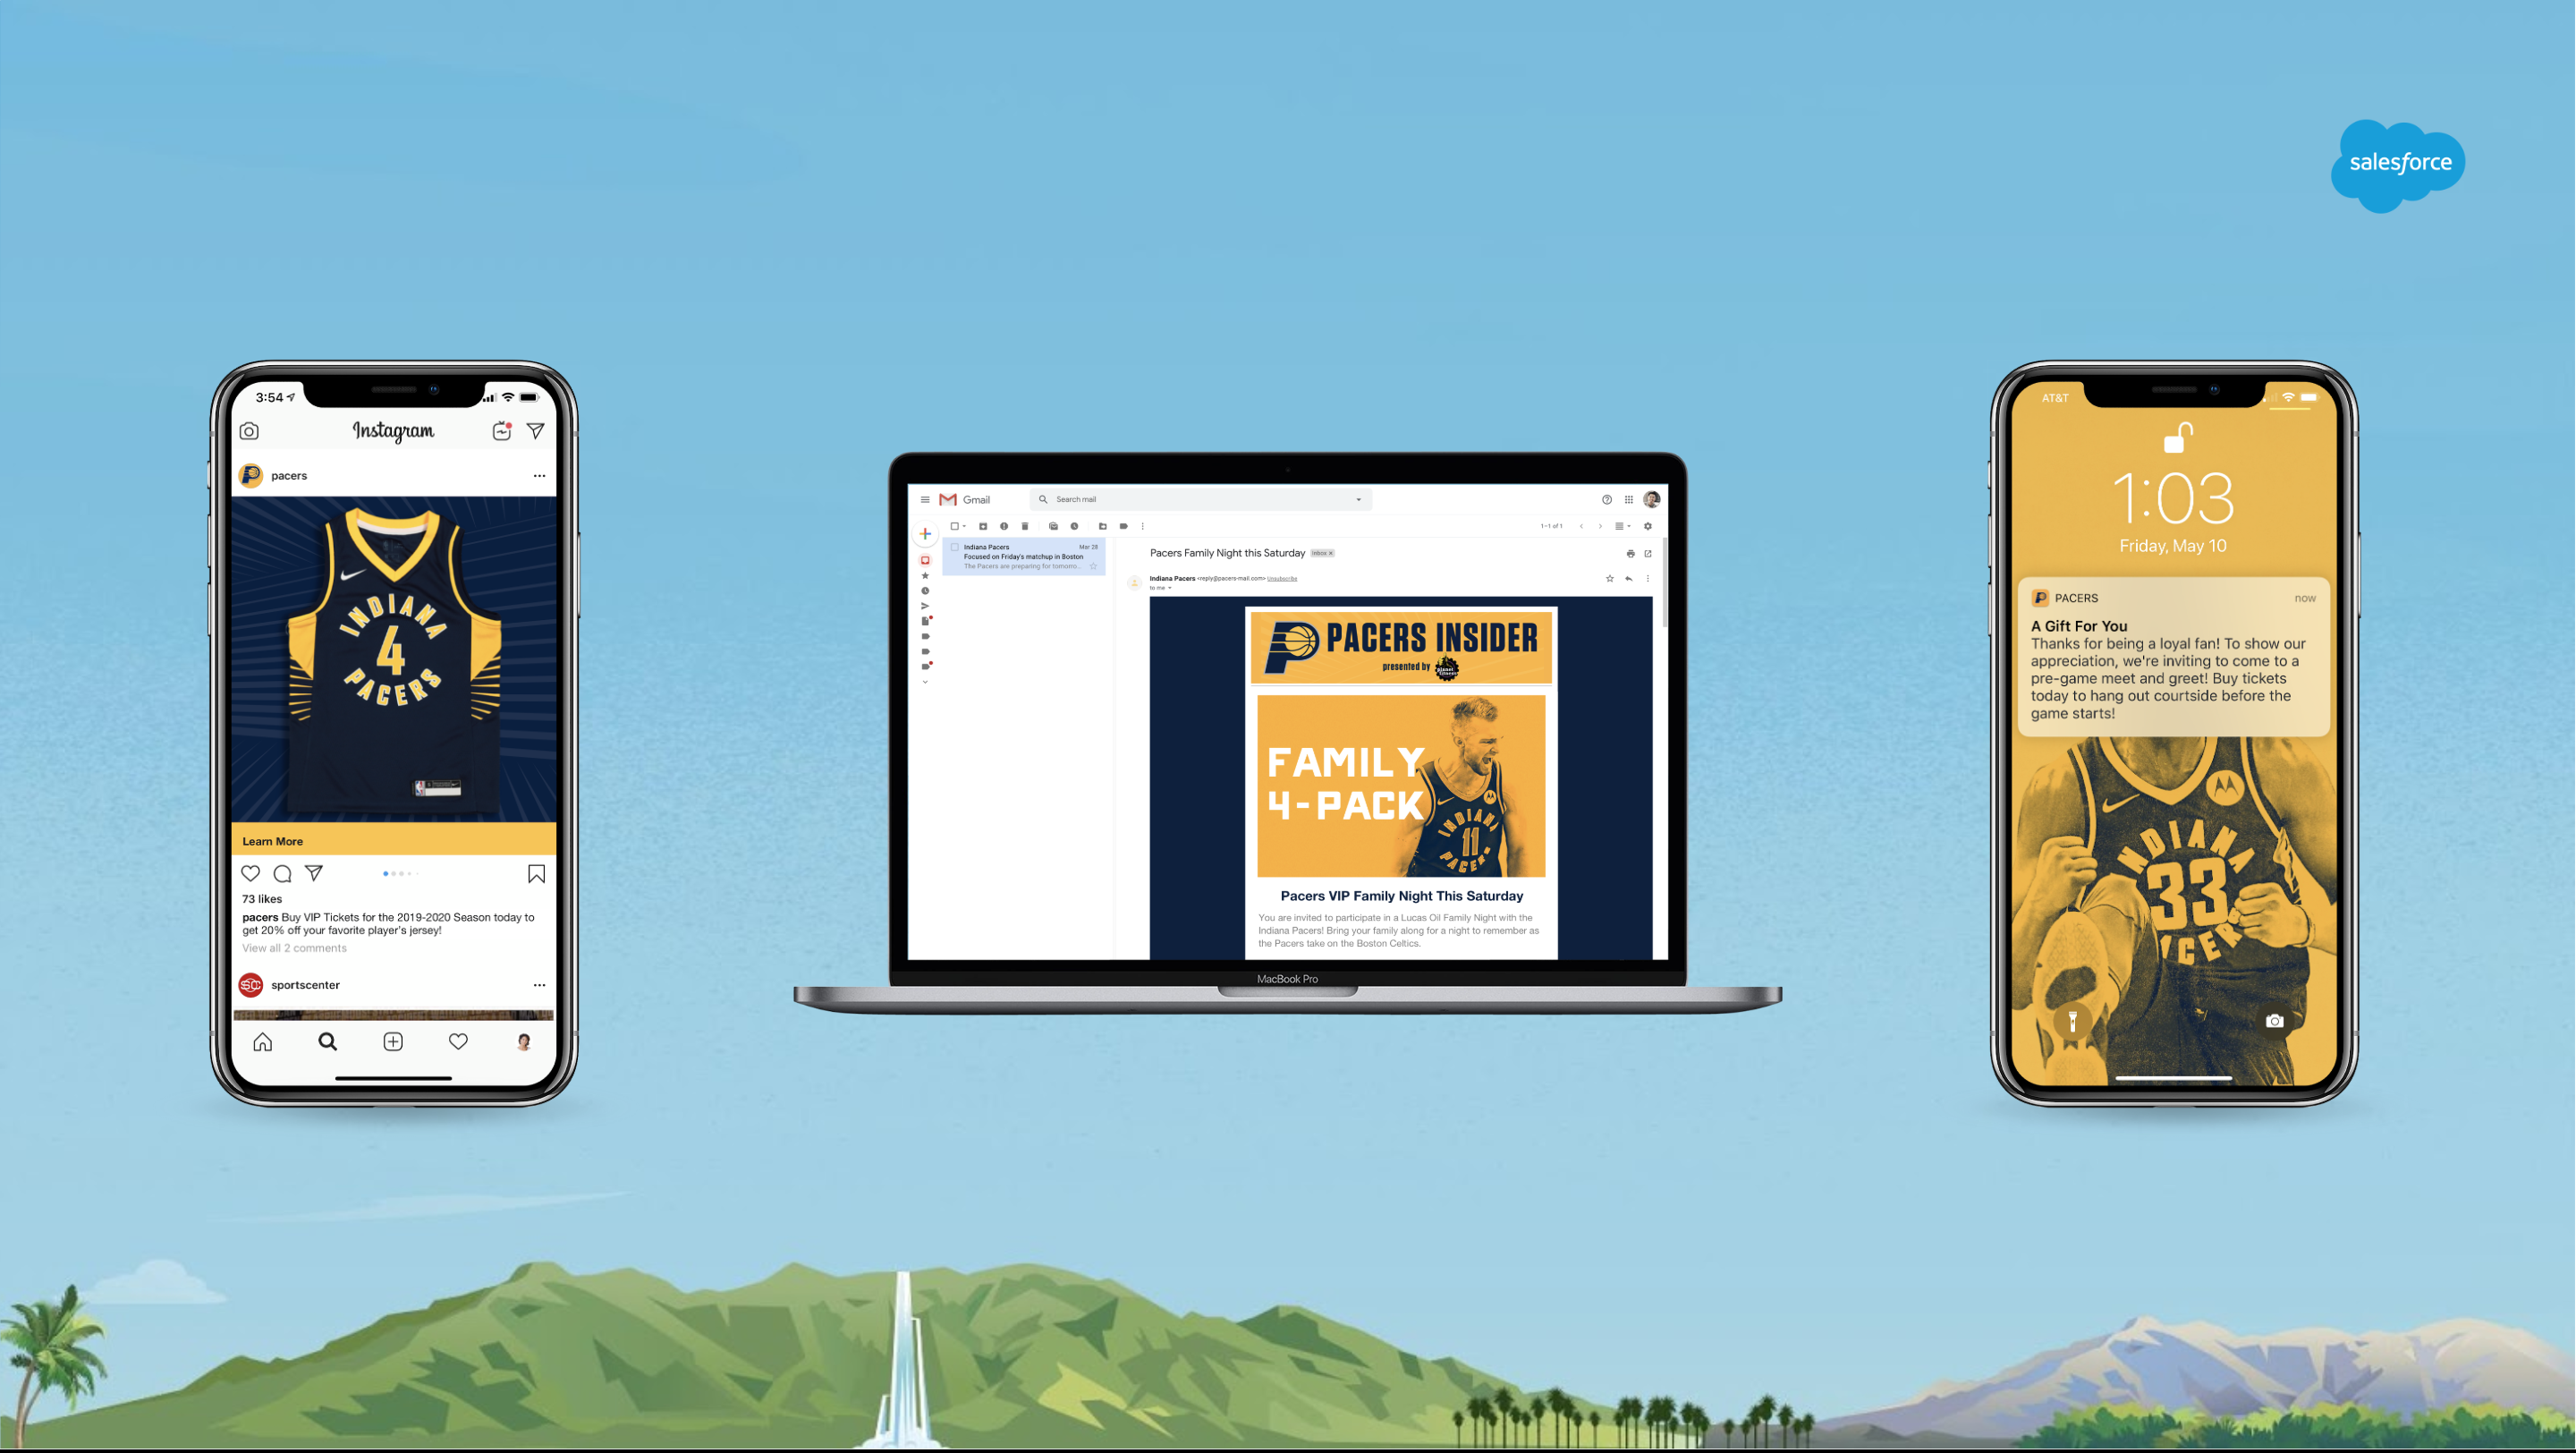 salesforce
3:54
Instagram
pacers
INDIANA
4
PACERS
Learn More
73 likes
pacers Buy VIP Tickets for the 2019-2020 Season today to
get 20% off your favorite player's jersey!
View all 2 comments
sportscenter
Gmail
Search mail
1–1 of 1
Indiana Pacers Mar 28
Focused on Friday's matchup in Boston
The Pacers are preparing for tomorro...
Pacers Family Night this Saturday Inbox x
Indiana Pacers <reply@pacers-mail.com> Unsubscribe
to me
PACERS INSIDER
presented by planet fitness
FAMILY
4-PACK
INDIANA
11
PACERS
Pacers VIP Family Night This Saturday
You are invited to participate in a Lucas Oil Family Night with the
Indiana Pacers! Bring your family along for a night to remember as
the Pacers take on the Boston Celtics.
MacBook Pro
AT&T
1:03
Friday, May 10
PACERS now
A Gift For You
Thanks for being a loyal fan! To show our
appreciation, we're inviting to come to a
pre-game meet and greet! Buy tickets
today to hang out courtside before the
game starts!
INDIANA
33
ACERS